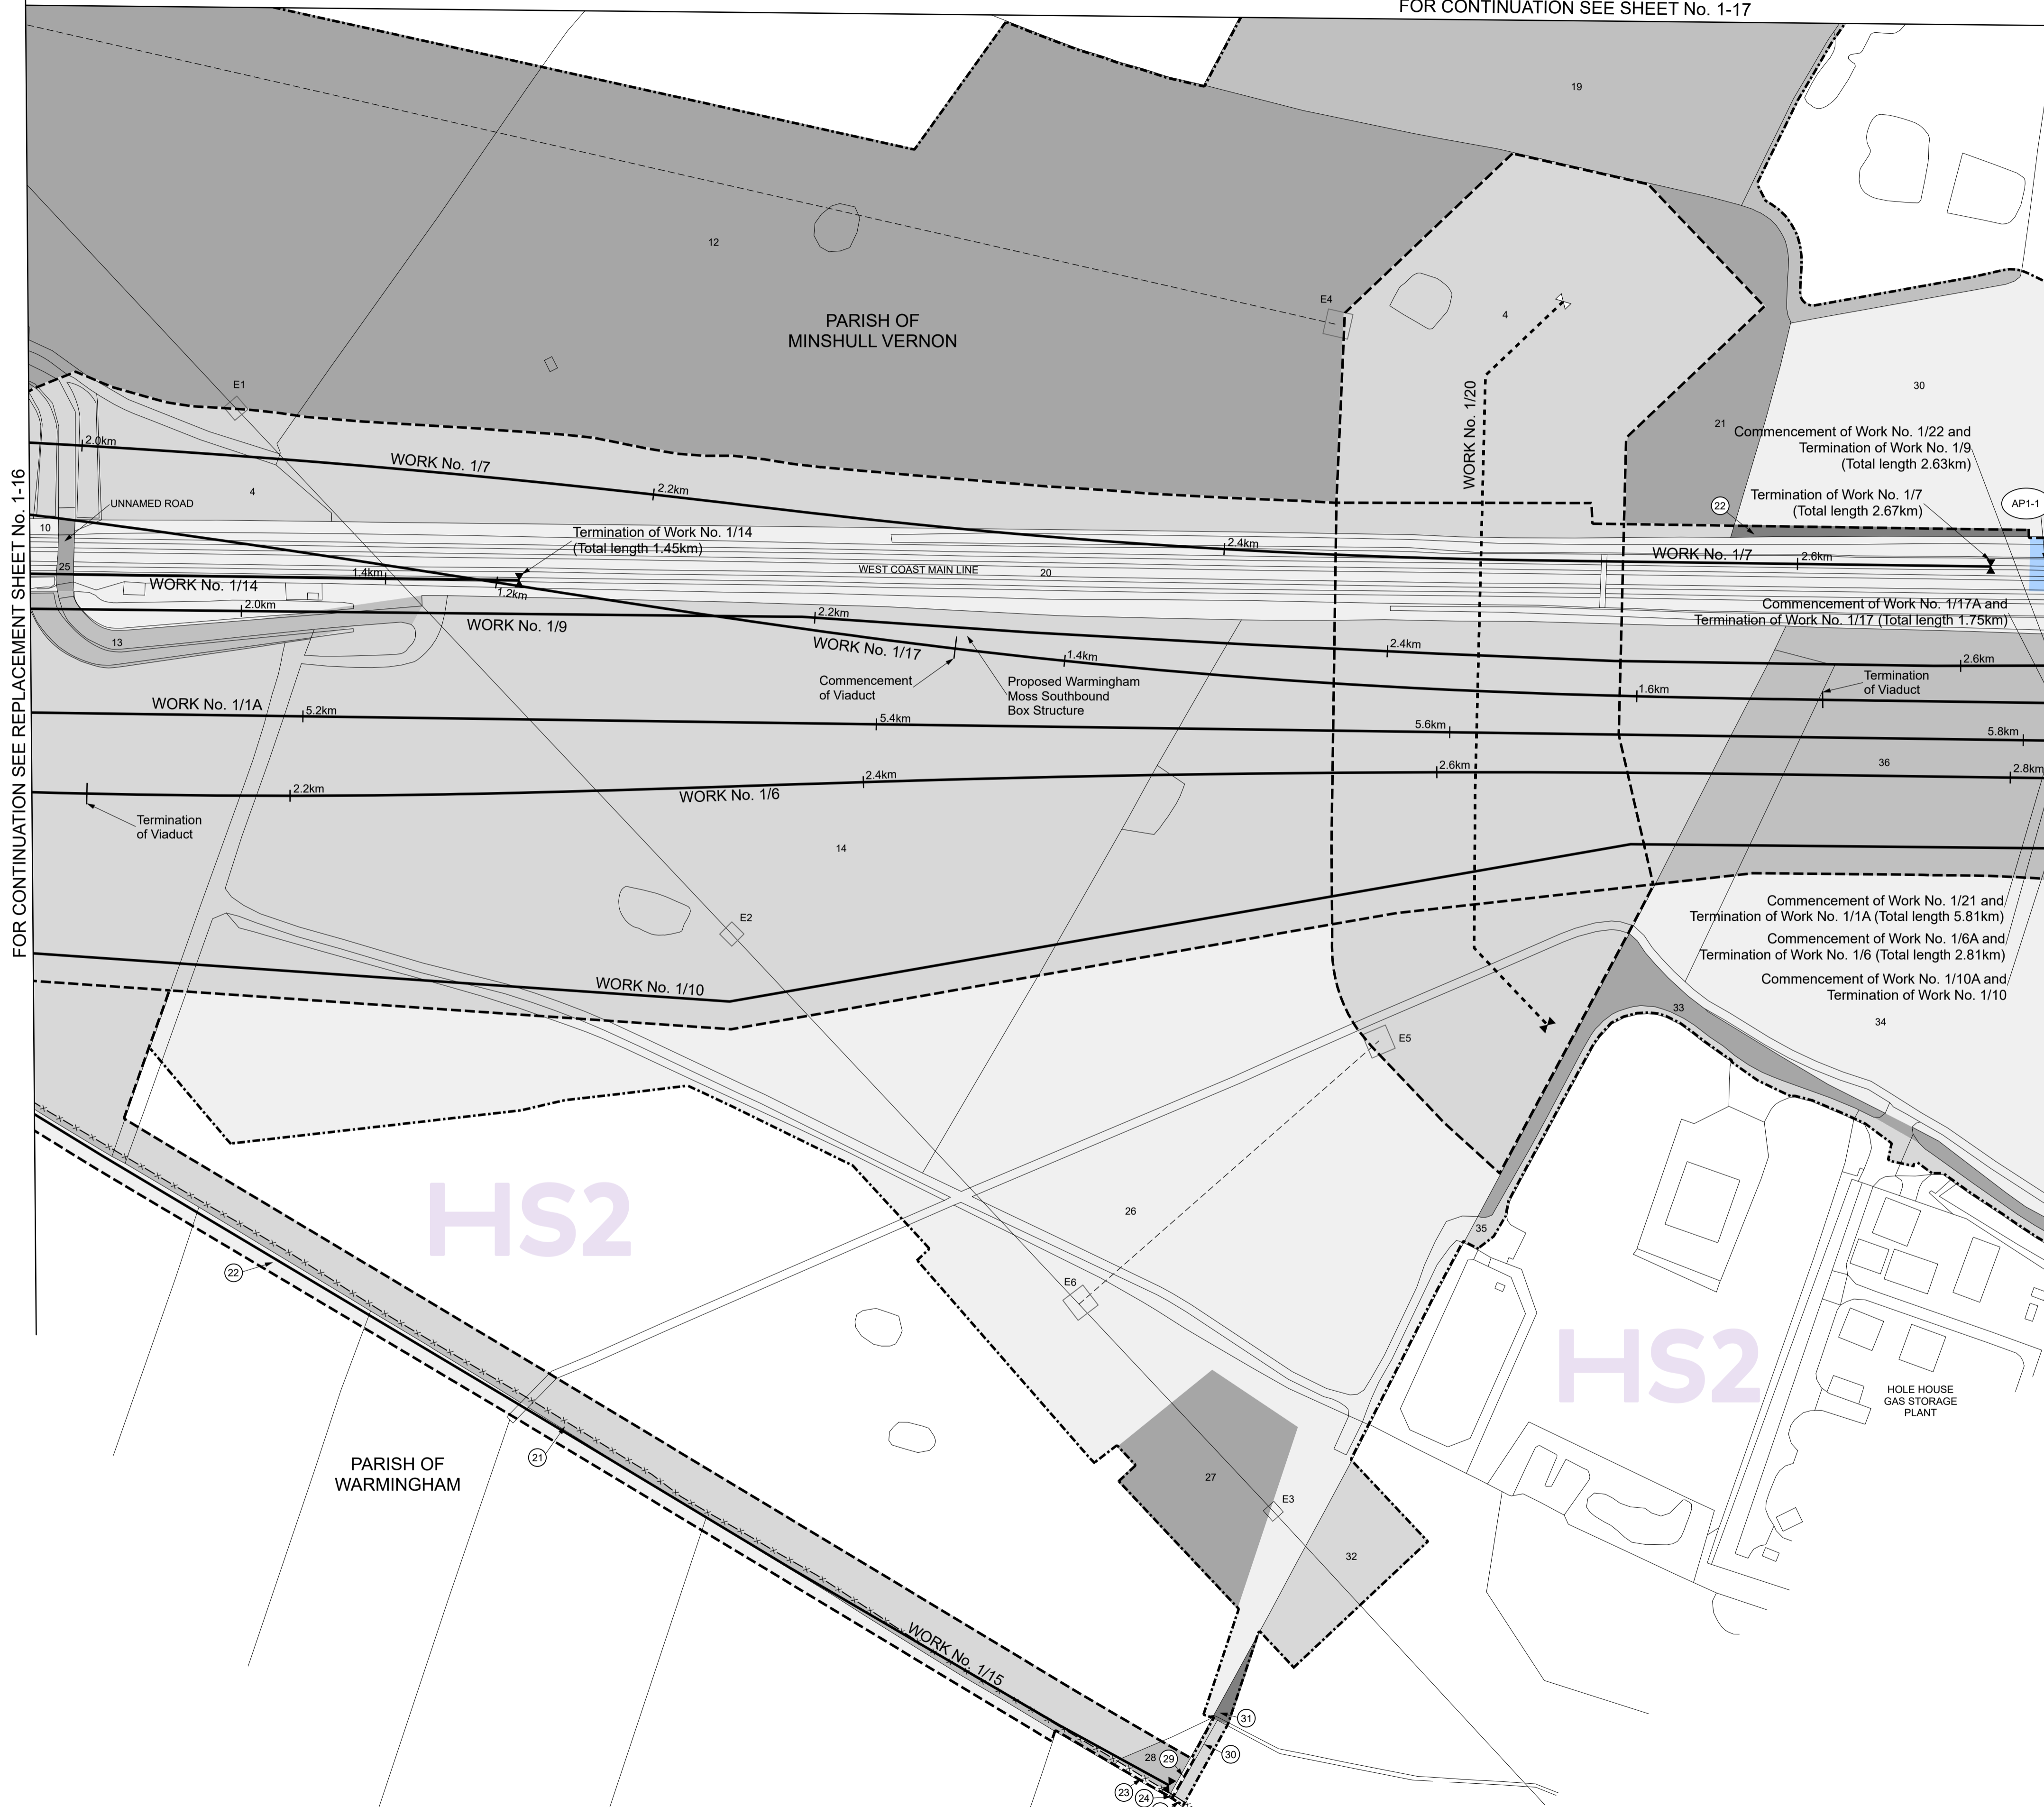 FOR CONTINUATION SEE SHEET No. 1-17
19
12
PARISH OF
MINSHULL VERNON
E4
4
30
E1
WORK No. 1/20
21
Commencement of Work No. 1/22 and
Termination of Work No. 1/9
(Total length 2.63km)
2.0km
WORK No. 1/7
2.2km
4
UNNAMED ROAD
22
Termination of Work No. 1/7
(Total length 2.67km)
AP1-1
10
Termination of Work No. 1/14
(Total length 1.45km)
2.4km
WORK No. 1/7
2.6km
25
1.4km
WEST COAST MAIN LINE
20
WORK No. 1/14
1.2km
2.0km
2.2km
Commencement of Work No. 1/17A and
Termination of Work No. 1/17 (Total length 1.75km)
WORK No. 1/9
13
WORK No. 1/17
1.4km
2.4km
2.6km
Commencement
of Viaduct
Proposed Warmingham
Moss Southbound
Box Structure
1.6km
Termination
of Viaduct
WORK No. 1/1A
5.2km
5.4km
5.6km
5.8km
36
2.2km
2.4km
2.6km
2.8km
WORK No. 1/6
Termination
of Viaduct
14
FOR CONTINUATION SEE REPLACEMENT SHEET No. 1-16
E2
Commencement of Work No. 1/21 and
Termination of Work No. 1/1A (Total length 5.81km)
Commencement of Work No. 1/6A and
Termination of Work No. 1/6 (Total length 2.81km)
Commencement of Work No. 1/10A and
Termination of Work No. 1/10
WORK No. 1/10
33
34
E5
HS2
26
35
22
E6
HS2
HOLE HOUSE
GAS STORAGE
PLANT
21
PARISH OF
WARMINGHAM
27
E3
32
WORK No. 1/15
31
30
28
29
23
24